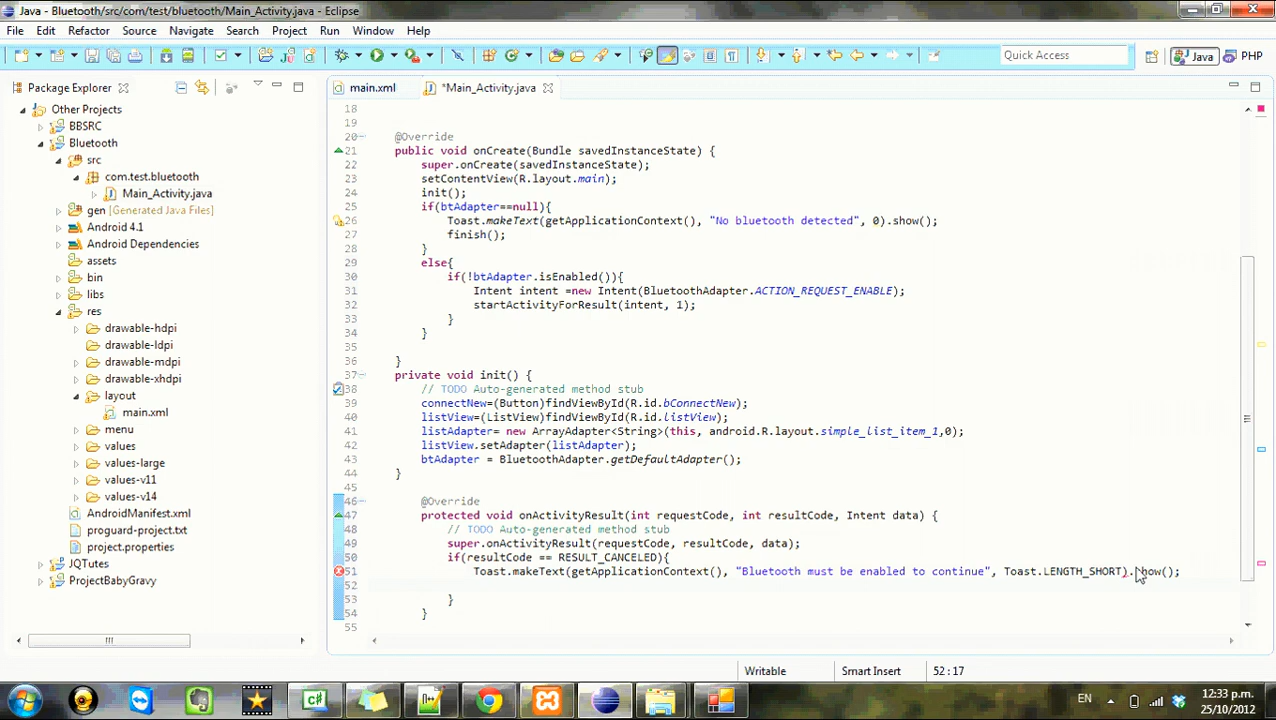 Java - Bluetooth/src/com/test/bluetooth/Main_Activity.java - Eclipse
File Edit Refactor Source Navigate Search Project Run Window Help
Quick Access Java PHP
Package Explorer
main.xml *Main_Activity.java
Other Projects
BBSRC
Bluetooth
src
com.test.bluetooth
Main_Activity.java
gen [Generated Java Files]
Android 4.1
Android Dependencies
assets
bin
libs
res
drawable-hdpi
drawable-ldpi
drawable-mdpi
drawable-xhdpi
layout
main.xml
menu
values
values-large
values-v11
values-v14
AndroidManifest.xml
proguard-project.txt
project.properties
JQTutes
ProjectBabyGravy
18
19
20 @Override
21 public void onCreate(Bundle savedInstanceState) {
22 super.onCreate(savedInstanceState);
23 setContentView(R.layout.main);
24 init();
25 if(btAdapter==null){
26 Toast.makeText(getApplicationContext(), "No bluetooth detected", 0).show();
27 finish();
28 }
29 else{
30 if(!btAdapter.isEnabled()){
31 Intent intent =new Intent(BluetoothAdapter.ACTION_REQUEST_ENABLE);
32 startActivityForResult(intent, 1);
33 }
34 }
35
36 }
37 private void init() {
38 // TODO Auto-generated method stub
39 connectNew=(Button)findViewById(R.id.bConnectNew);
40 listView=(ListView)findViewById(R.id.listView);
41 listAdapter= new ArrayAdapter<String>(this, android.R.layout.simple_list_item_1,0);
42 listView.setAdapter(listAdapter);
43 btAdapter = BluetoothAdapter.getDefaultAdapter();
44 }
45
46 @Override
47 protected void onActivityResult(int requestCode, int resultCode, Intent data) {
48 // TODO Auto-generated method stub
49 super.onActivityResult(requestCode, resultCode, data);
50 if(resultCode == RESULT_CANCELED){
51 Toast.makeText(getApplicationContext(), "Bluetooth must be enabled to continue", Toast.LENGTH_SHORT).show();
52
53 }
54 }
55
Writable Smart Insert 52:17
EN 12:33 p.m.
25/10/2012